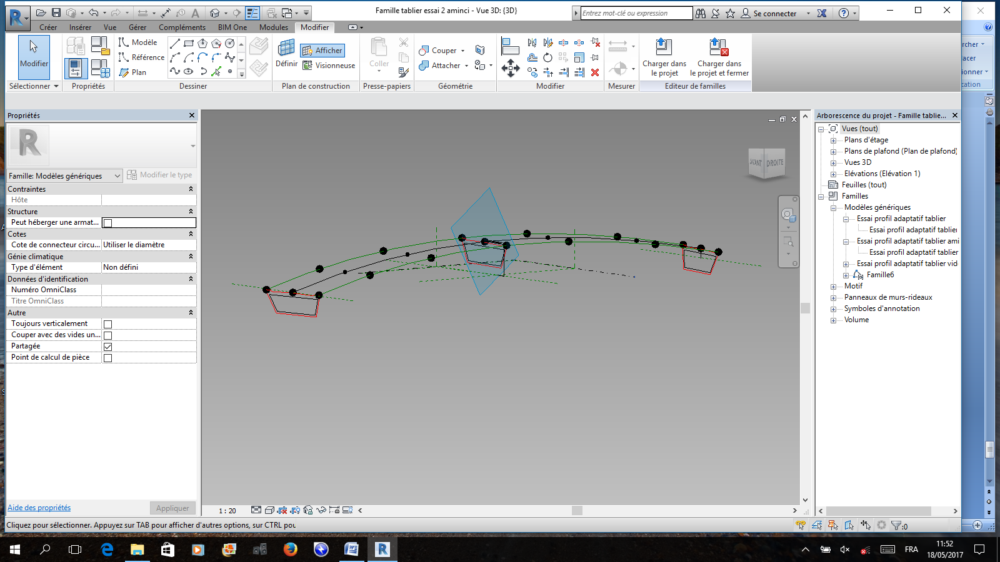 Famille tablier essai 2 aminci - Vue 3D: {3D}
Entrez mot-clé ou expression
Se connecter
Créer Insérer Vue Gérer Compléments BIM One Modules Modifier
Modifier
Modèle
Référence
Plan
Définir
Afficher
Visionneuse
Coller
Couper
Attacher
Charger dans
le projet
Charger dans
le projet et fermer
Sélectionner Propriétés Dessiner Plan de construction Presse-papiers Géométrie Modifier Mesurer Editeur de familles
rcher
lacer
ionner
cation
Propriétés
Famille: Modèles génériques
Modifier le type
Contraintes
Hôte
Structure
Peut héberger une armat...
Cotes
Cote de connecteur circu... Utiliser le diamètre
Génie climatique
Type d'élément Non défini
Données d'identification
Numéro OmniClass
Titre OmniClass
Autre
Toujours verticalement
Couper avec des vides un...
Partagée
Point de calcul de pièce
Aide des propriétés
Appliquer
AVANT DROITE
1 : 20
Arborescence du projet - Famille tablie...
Vues (tout)
Plans d'étage
Plans de plafond (Plan de plafond)
Vues 3D
Elévations (Elévation 1)
Feuilles (tout)
Familles
Modèles génériques
Essai profil adaptatif tablier
Essai profil adaptatif tablier
Essai profil adaptatif tablier ami
Essai profil adaptatif tablier
Essai profil adaptatif tablier vid
Famille6
Motif
Panneaux de murs-rideaux
Symboles d'annotation
Volume
Cliquez pour sélectionner. Appuyez sur TAB pour afficher d'autres options, sur CTRL pou
:0
FRA
11:52
18/05/2017